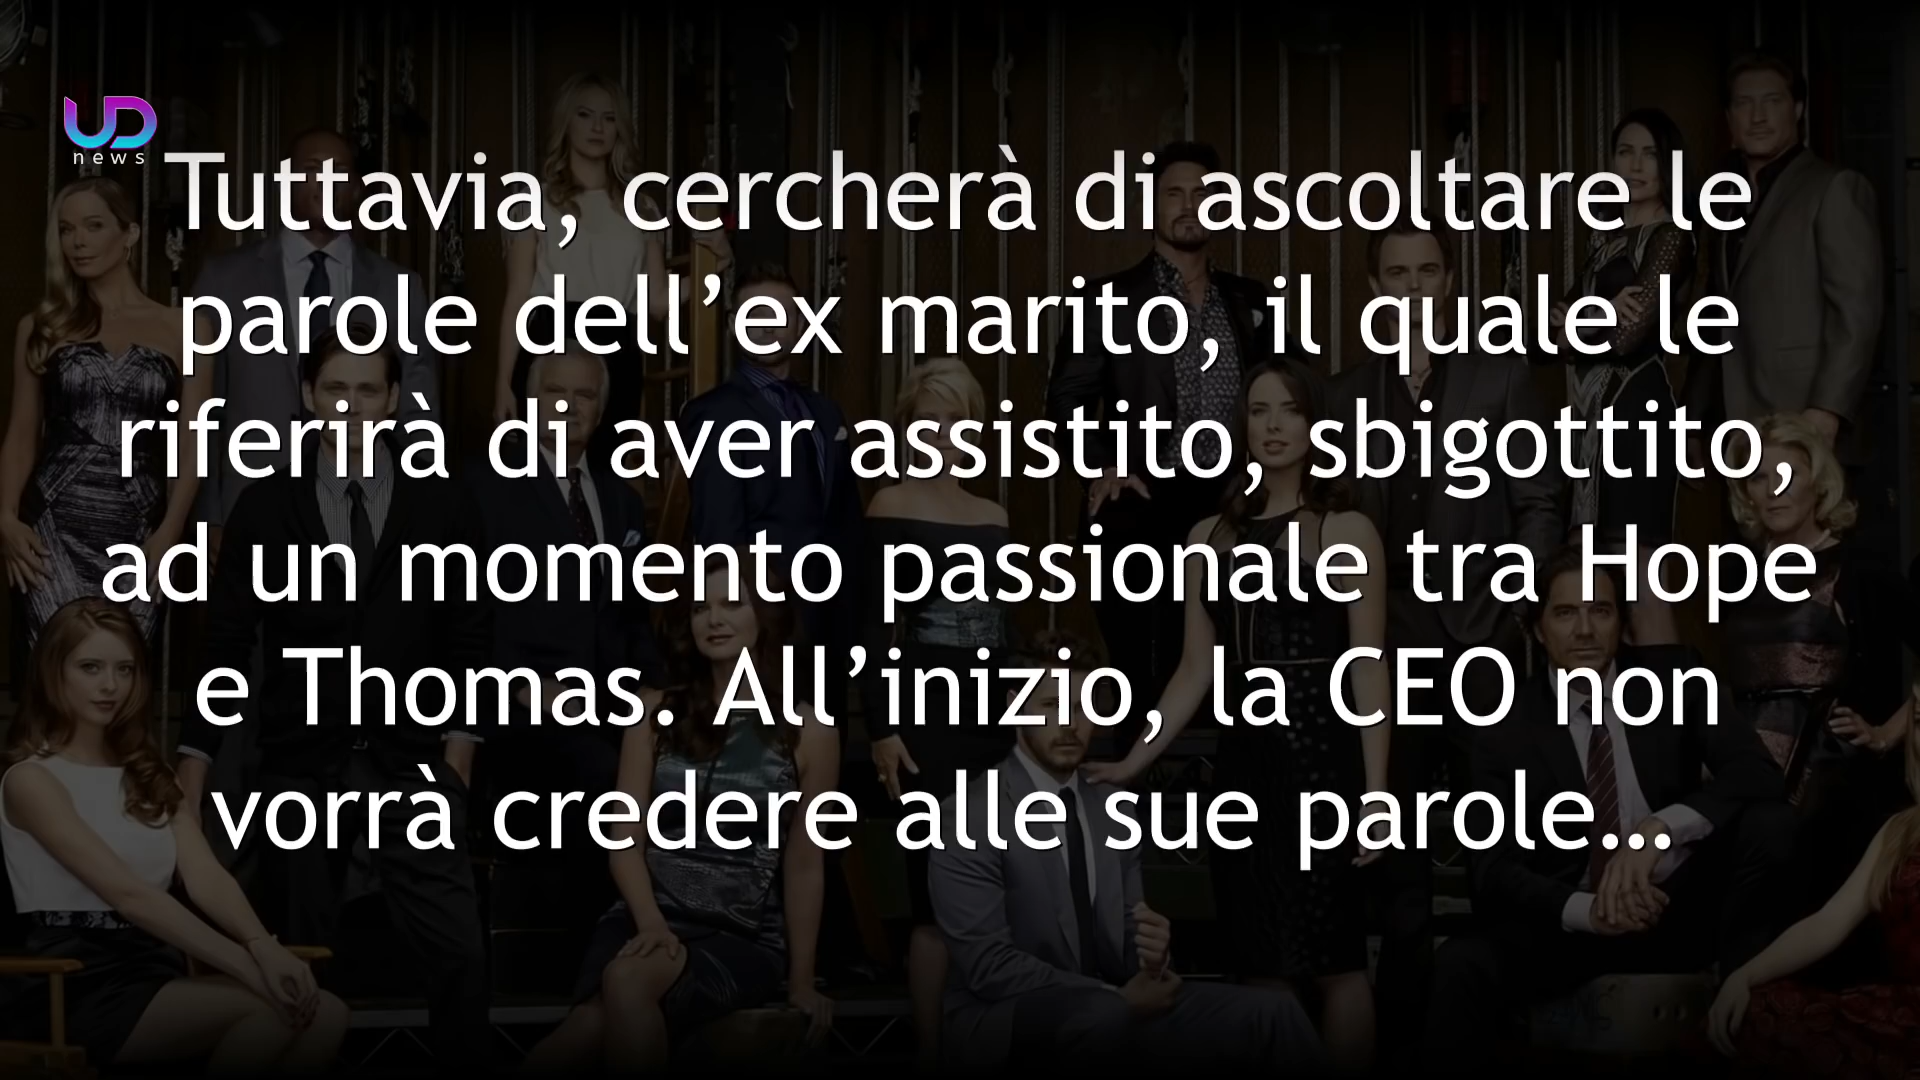 UD
news
Tuttavia, cercherà di ascoltare le
parole dell’ex marito, il quale le
riferirà di aver assistito, sbigottito,
ad un momento passionale tra Hope
e Thomas. All’inizio, la CEO non
vorrà credere alle sue parole...